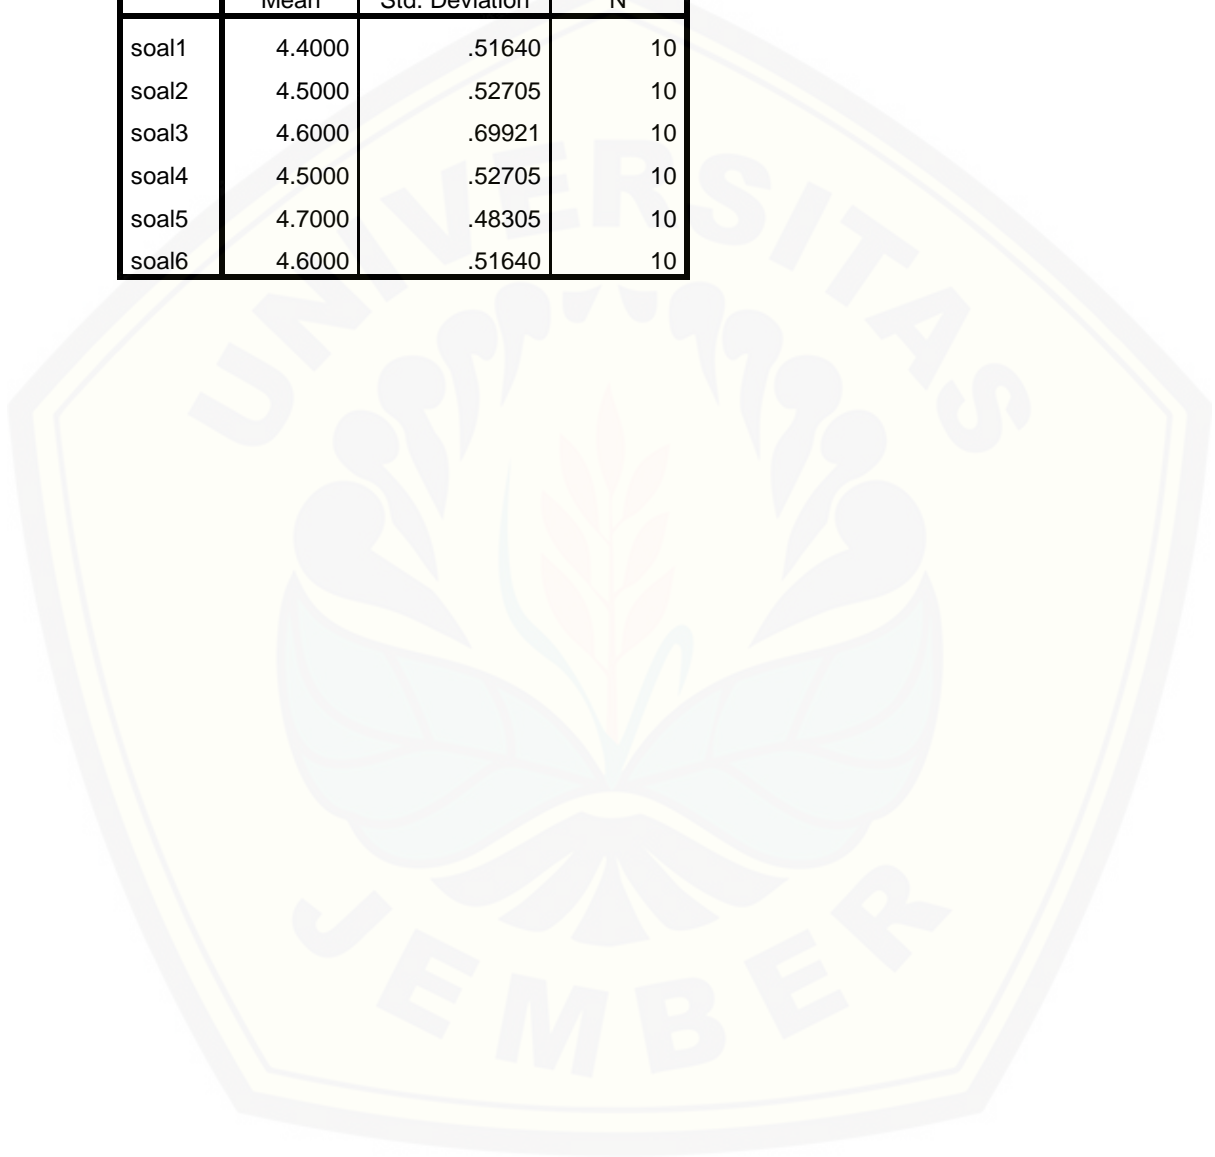 Mean Std. Deviation N
soal1 4.4000 .51640 10
soal2 4.5000 .52705 10
soal3 4.6000 .69921 10
soal4 4.5000 .52705 10
soal5 4.7000 .48305 10
soal6 4.6000 .51640 10
UNIVERSITAS
JEMBER